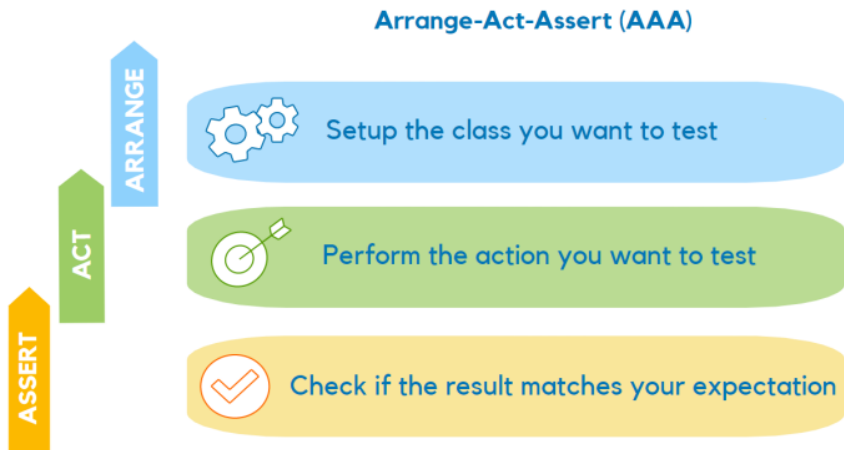 Arrange-Act-Assert (AAA)
ARRANGE
Setup the class you want to test
ACT
Perform the action you want to test
ASSERT
Check if the result matches your expectation